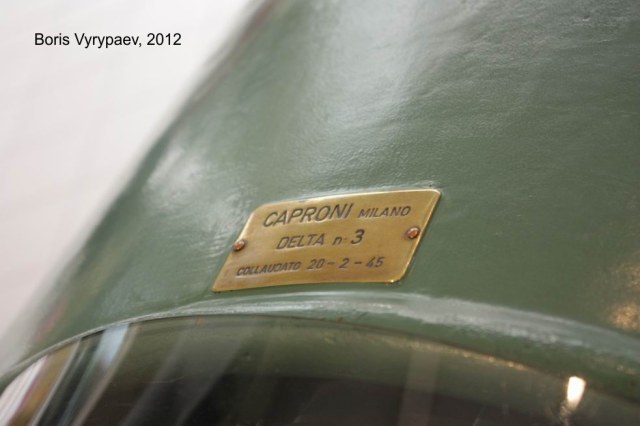 Boris Vyrypaev, 2012
CAPRONI MILANO
DELTA n: 3
COLLAUDATO 20-2-45